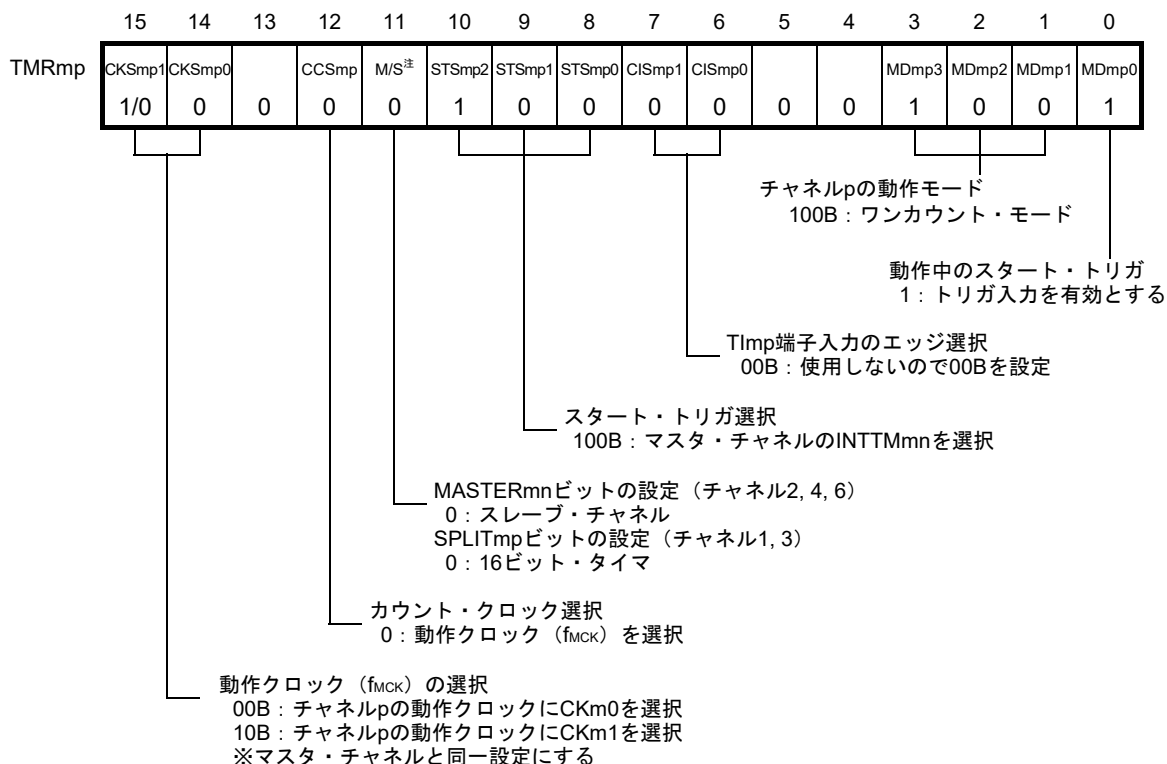 15 14 13 12 11 10 9 8 7 6 5 4 3 2 1 0
TMRmp CKSmp1 CKSmp0 CCSmp M/S注 STSmp2 STSmp1 STSmp0 CISmp1 CISmp0 MDmp3 MDmp2 MDmp1 MDmp0
1/0 0 0 0 0 1 0 0 0 0 0 0 1 0 0 1
チャネルpの動作モード
100B：ワンカウント・モード
動作中のスタート・トリガ
1：トリガ入力を有効とする
TImp端子入力のエッジ選択
00B：使用しないので00Bを設定
スタート・トリガ選択
100B：マスタ・チャネルのINTTMmnを選択
MASTERmnビットの設定（チャネル2, 4, 6）
0：スレーブ・チャネル
SPLITmpビットの設定（チャネル1, 3）
0：16ビット・タイマ
カウント・クロック選択
0：動作クロック（fMCK）を選択
動作クロック（fMCK）の選択
00B：チャネルpの動作クロックにCKm0を選択
10B：チャネルpの動作クロックにCKm1を選択
※マスタ・チャネルと同一設定にする